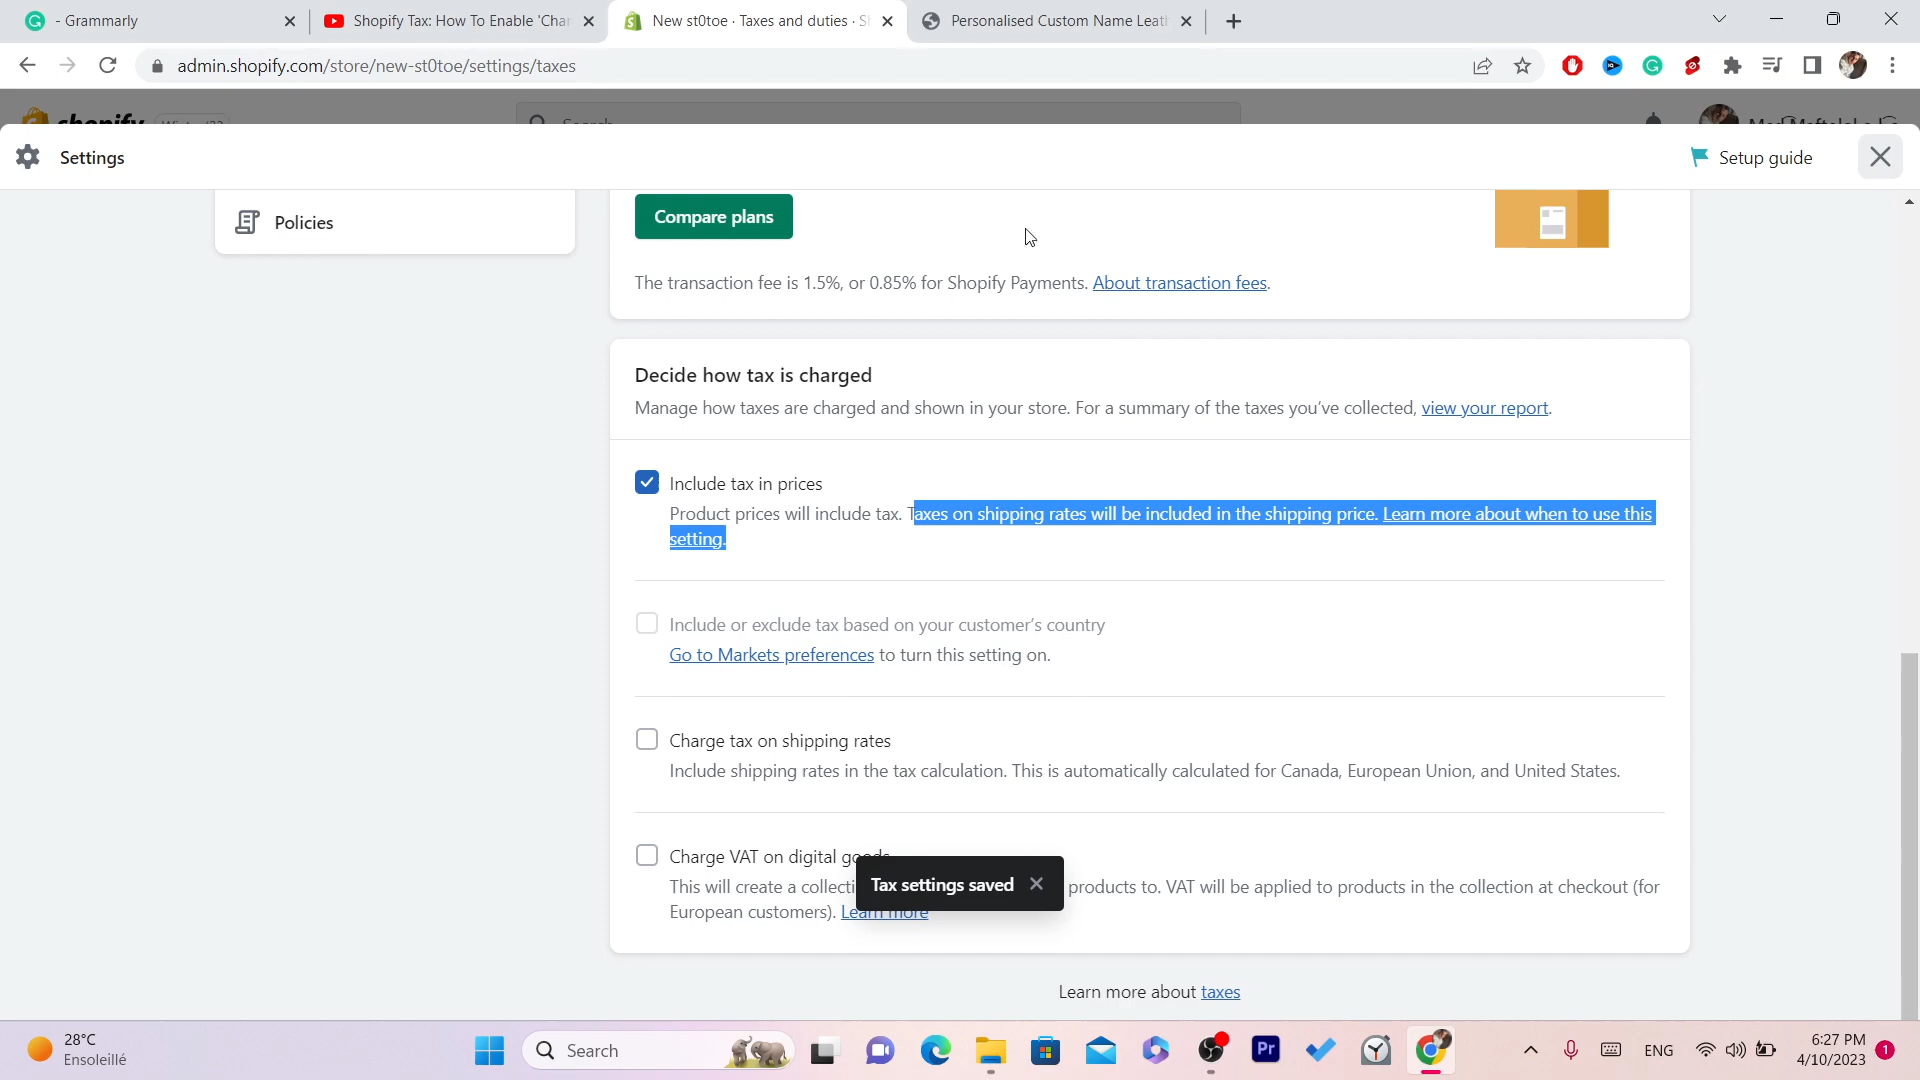 - Grammarly
Shopify Tax: How To Enable 'Char
New st0toe · Taxes and duties · S
Personalised Custom Name Leath
admin.shopify.com/store/new-st0toe/settings/taxes
shopify
Search
Settings
Setup guide
Policies
Compare plans
The transaction fee is 1.5%, or 0.85% for Shopify Payments. About transaction fees.
Decide how tax is charged
Manage how taxes are charged and shown in your store. For a summary of the taxes you've collected, view your report.
Include tax in prices
Product prices will include tax. Taxes on shipping rates will be included in the shipping price. Learn more about when to use this
setting.
Include or exclude tax based on your customer's country
Go to Markets preferences to turn this setting on.
Charge tax on shipping rates
Include shipping rates in the tax calculation. This is automatically calculated for Canada, European Union, and United States.
Charge VAT on digital goods
This will create a collecti products to. VAT will be applied to products in the collection at checkout (for
European customers). Learn more
Tax settings saved
Learn more about taxes
28°C
Ensoleillé
Search
Pr
ENG
6:27 PM
4/10/2023
1